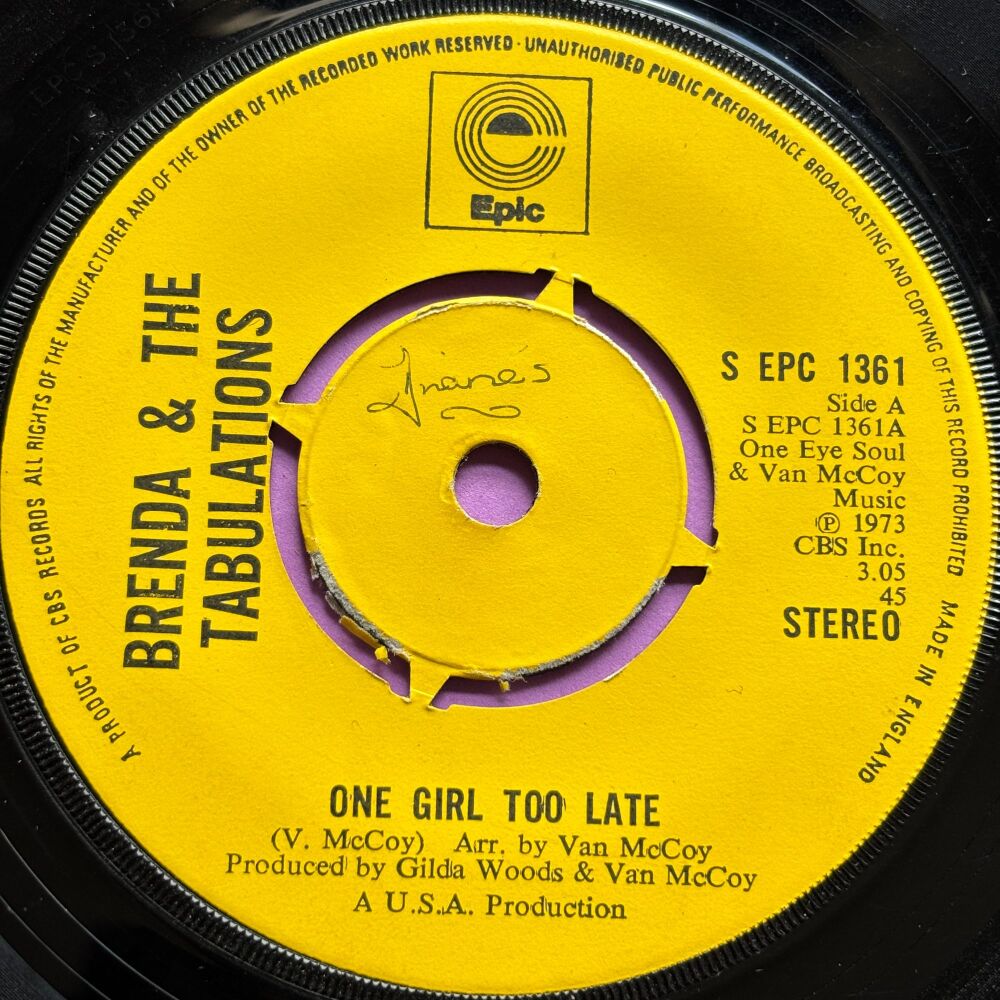 A PRODUCT OF CBS RECORDS ALL RIGHTS OF THE MANUFACTURER AND OF THE OWNER OF THE RECORDED WORK RESERVED · UNAUTHORISED PUBLIC PERFORMANCE BROADCASTING AND COPYING OF THIS RECORD PROHIBITED MADE IN ENGLAND
Epic
BRENDA & THE
TABULATIONS
S EPC 1361
Side A
S EPC 1361A
One Eye Soul
& Van McCoy
Music
℗ 1973
CBS Inc.
3.05
45
STEREO
ONE GIRL TOO LATE
(V. McCoy) Arr. by Van McCoy
Produced by Gilda Woods & Van McCoy
A U.S.A. Production